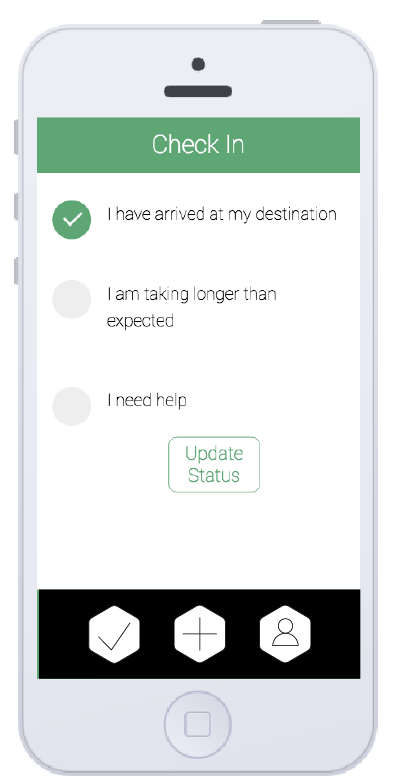 Check In
I have arrived at my destination
I am taking longer than
expected
I need help
Update
Status